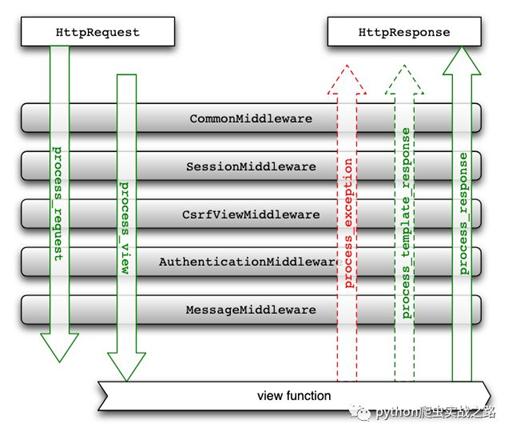 HttpRequest
HttpResponse
CommonMiddleware
SessionMiddleware
CsrfViewMiddleware
AuthenticationMiddleware
MessageMiddleware
process_request
process_view
process_exception
process_template_response
process_response
view function
python爬虫实战之路